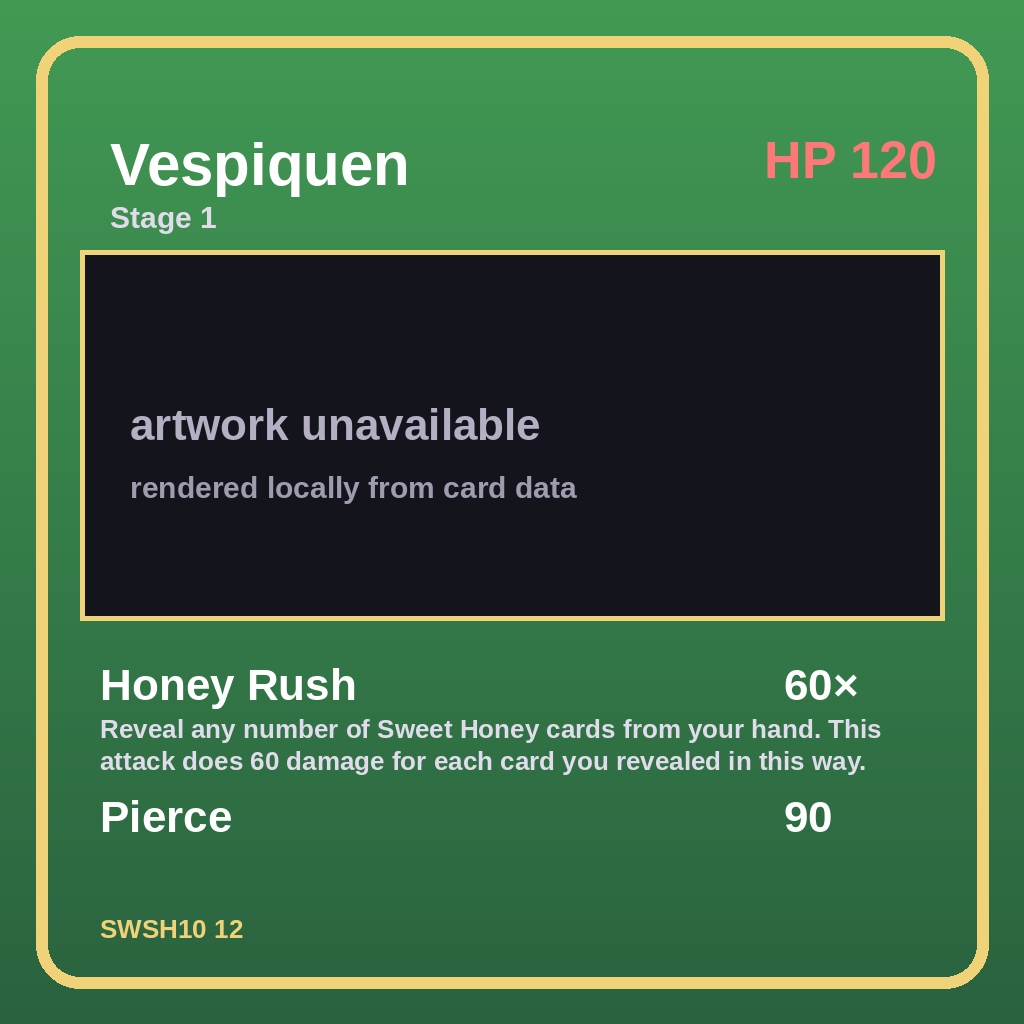 Vespiquen
HP 120
Stage 1
artwork unavailable
rendered locally from card data
Honey Rush 60×
Reveal any number of Sweet Honey cards from your hand. This
attack does 60 damage for each card you revealed in this way.
Pierce 90
SWSH10 12